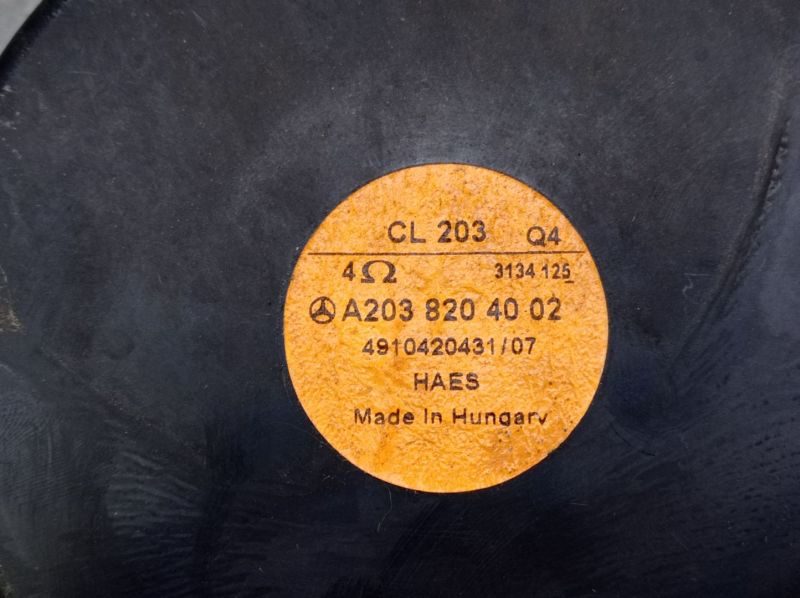 CL 203 Q4
4Ω 3134 125
A203 820 40 02
4910420431/07
HAES
Made In Hungary